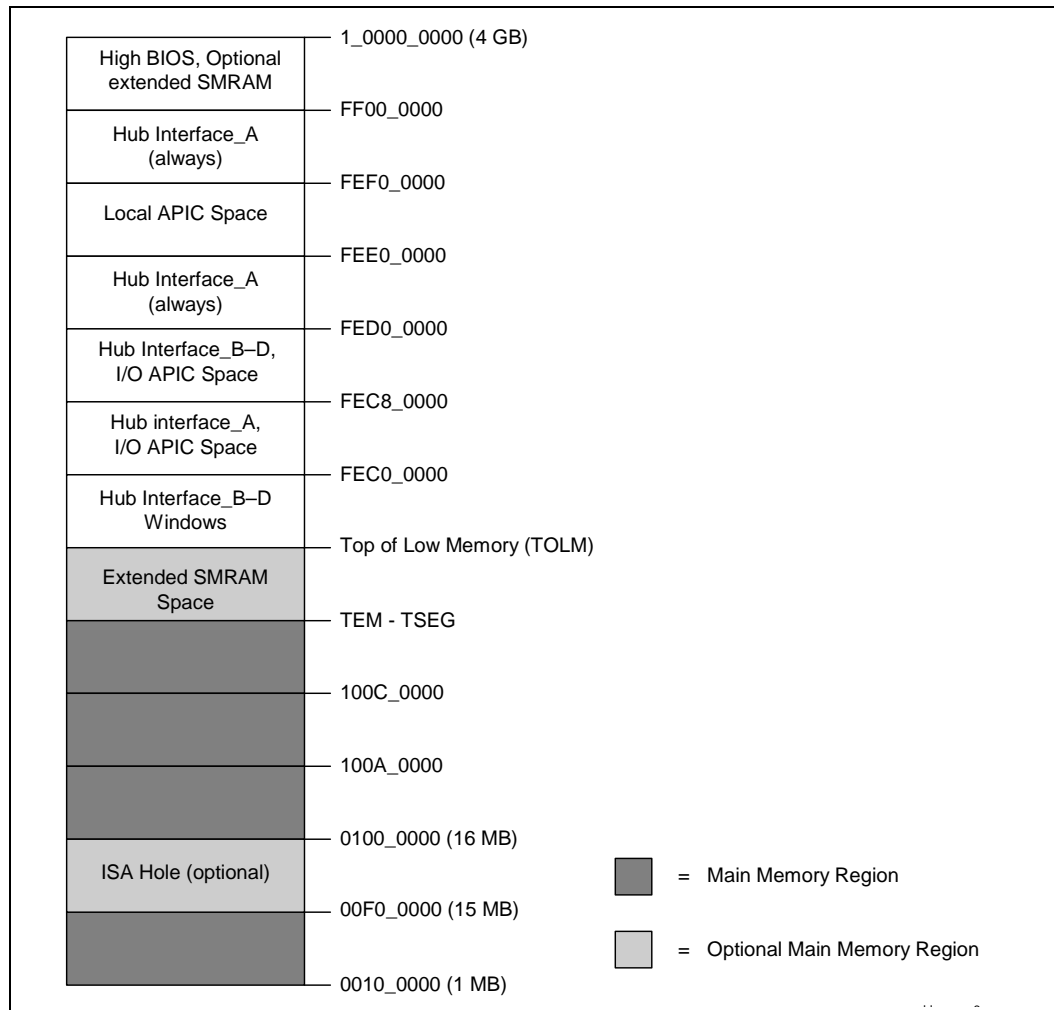 1_0000_0000 (4 GB)
High BIOS, Optional
extended SMRAM
FF00_0000
Hub Interface_A
(always)
FEF0_0000
Local APIC Space
FEE0_0000
Hub Interface_A
(always)
FED0_0000
Hub Interface_B–D,
I/O APIC Space
FEC8_0000
Hub interface_A,
I/O APIC Space
FEC0_0000
Hub Interface_B–D
Windows
Top of Low Memory (TOLM)
Extended SMRAM
Space
TEM - TSEG
100C_0000
100A_0000
0100_0000 (16 MB)
ISA Hole (optional)
00F0_0000 (15 MB)
0010_0000 (1 MB)
= Main Memory Region
= Optional Main Memory Region